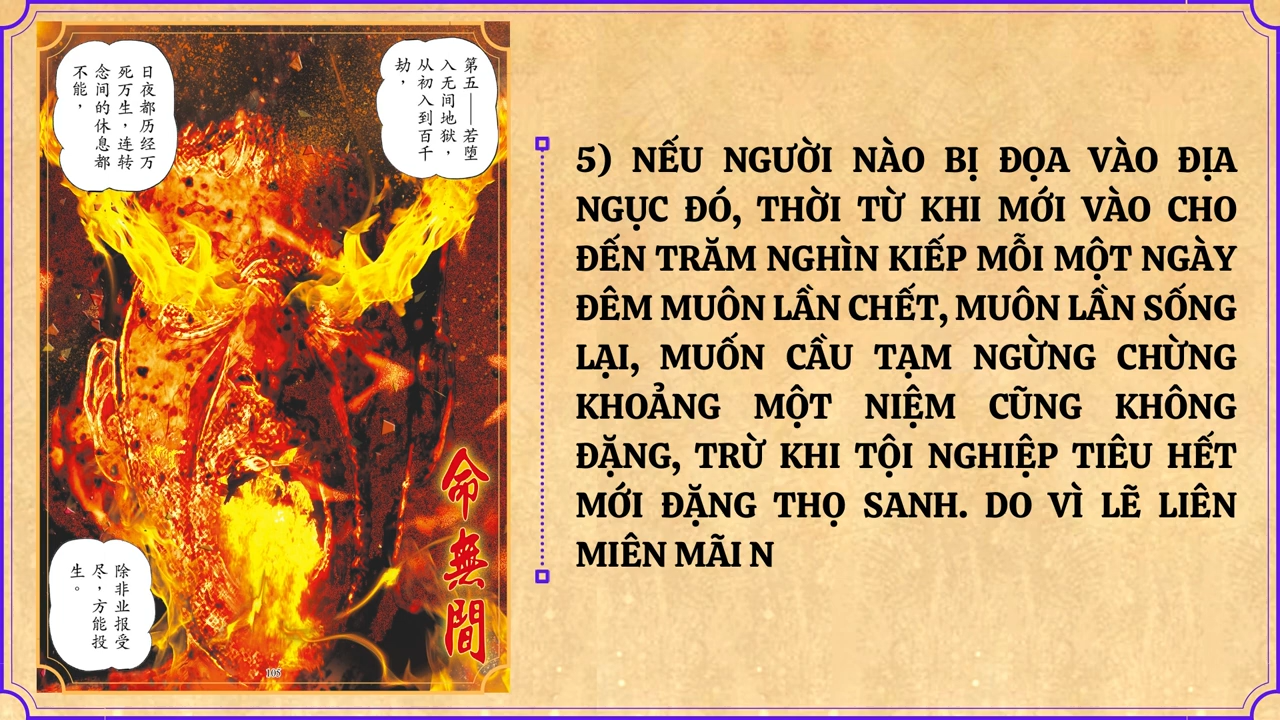 第五——若堕
入无间地狱，
从初入到百千
劫，
日夜都历经万
死万生，连转
念间的休息都
不能，
除非业报受
尽，方能投
生。
命無間
105
5) NẾU NGƯỜI NÀO BỊ ĐỌA VÀO ĐỊA
NGỤC ĐÓ, THỜI TỪ KHI MỚI VÀO CHO
ĐẾN TRĂM NGHÌN KIẾP MỖI MỘT NGÀY
ĐÊM MUÔN LẦN CHẾT, MUÔN LẦN SỐNG
LẠI, MUỐN CẦU TẠM NGỪNG CHỪNG
KHOẢNG MỘT NIỆM CŨNG KHÔNG
ĐẶNG, TRỪ KHI TỘI NGHIỆP TIÊU HẾT
MỚI ĐẶNG THỌ SANH. DO VÌ LẼ LIÊN
MIÊN MÃI N